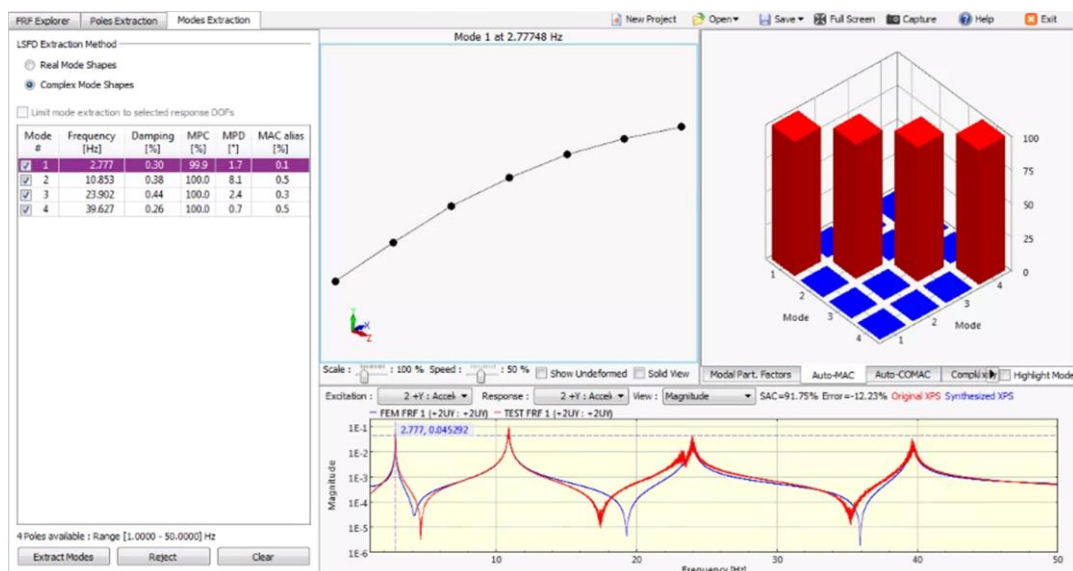 FRF Explorer Poles Extraction Modes Extraction
New Project Open Save Full Screen Capture Help Exit
LSFD Extraction Method
Real Mode Shapes
Complex Mode Shapes
Limit mode extraction to selected response DOFs
Mode Frequency Damping MPC MPD MAC alias
# [Hz] [%] [%] [°] [%]
1 2.777 0.30 99.9 1.7 0.1
2 10.853 0.38 100.0 8.1 0.5
3 23.902 0.44 100.0 2.4 0.3
4 39.627 0.26 100.0 0.7 0.5
4 Poles available : Range [1.0000 - 50.0000] Hz
Extract Modes Reject Clear
Mode 1 at 2.77748 Hz
Y
X
Z
Scale : : 100 % Speed : : 50 % Show Undeformed Solid View
100
75
50
25
0
1
2
3
4
Mode
1
2
3
4
Mode
Modal Part. Factors Auto-MAC Auto-COMAC Highlight Mode
Excitation : 2 +Y : Accel Response : 2 +Y : Accel View : Magnitude SAC=91.75% Error=-12.23% Original XPS Synthesized XPS
FEM FRF 1 (+2UY : +2UY) TEST FRF 1 (+2UY : +2UY)
2.777, 0.045292
Magnitude
1E-1
1E-2
1E-3
1E-4
1E-5
1E-6
10 20 30 40 50
Frequency [Hz]